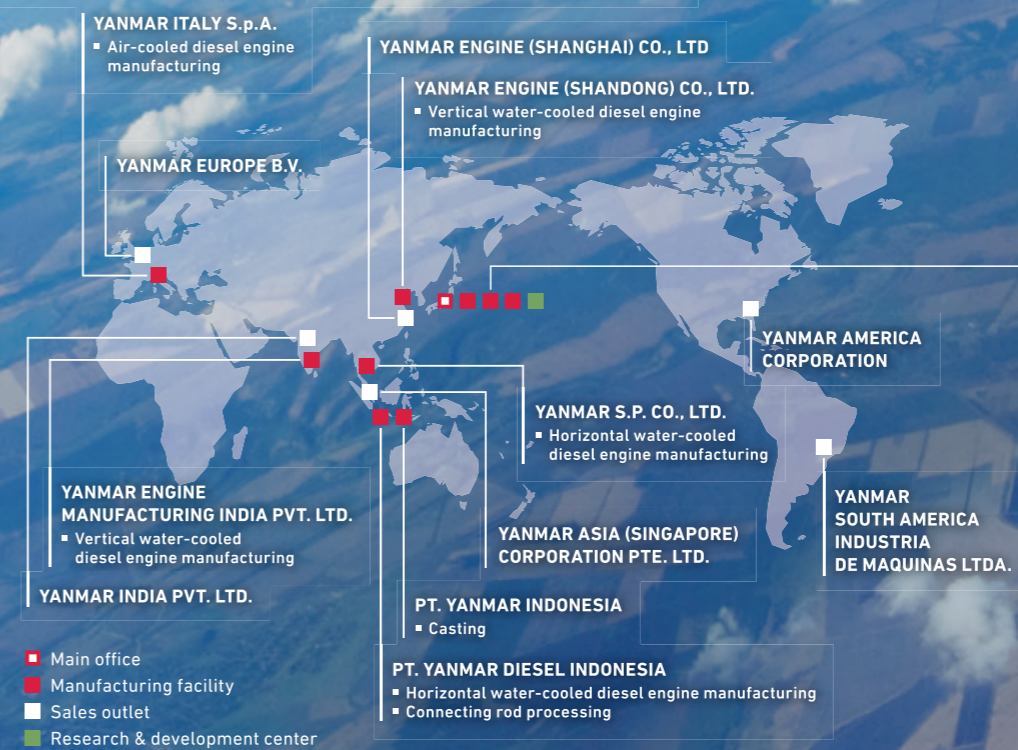 YANMAR ITALY S.p.A.
▪ Air-cooled diesel engine
manufacturing
YANMAR ENGINE (SHANGHAI) CO., LTD
YANMAR ENGINE (SHANDONG) CO., LTD.
▪ Vertical water-cooled diesel engine
manufacturing
YANMAR EUROPE B.V.
YANMAR AMERICA
CORPORATION
YANMAR S.P. CO., LTD.
▪ Horizontal water-cooled
diesel engine manufacturing
YANMAR ENGINE
MANUFACTURING INDIA PVT. LTD.
▪ Vertical water-cooled
diesel engine manufacturing
YANMAR
SOUTH AMERICA
INDUSTRIA
DE MAQUINAS LTDA.
YANMAR ASIA (SINGAPORE)
CORPORATION PTE. LTD.
YANMAR INDIA PVT. LTD.
PT. YANMAR INDONESIA
▪ Casting
PT. YANMAR DIESEL INDONESIA
▪ Horizontal water-cooled diesel engine manufacturing
▪ Connecting rod processing
Main office
Manufacturing facility
Sales outlet
Research & development center